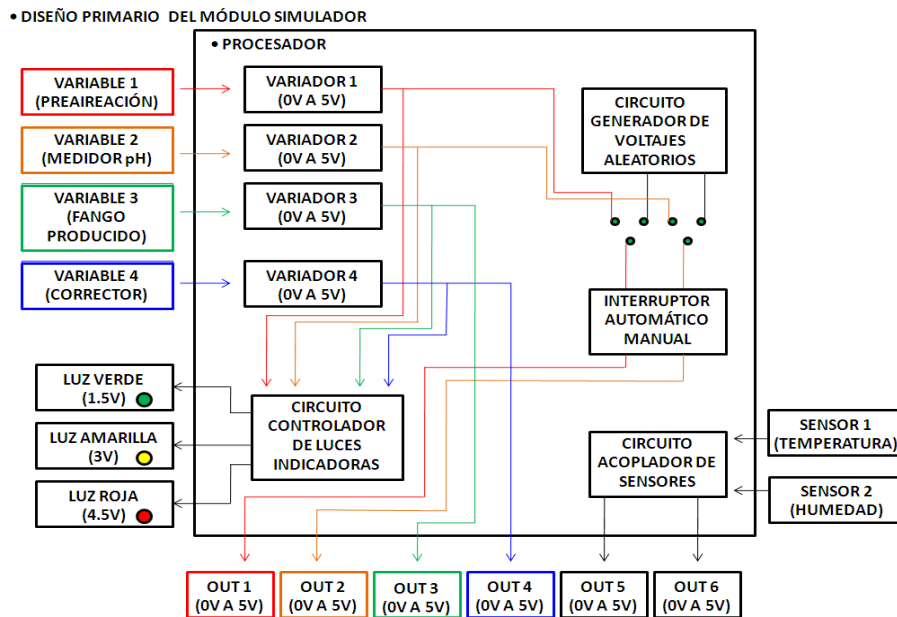 • DISEÑO PRIMARIO DEL MÓDULO SIMULADOR
• PROCESADOR
VARIABLE 1
(PREAIREACIÓN)
VARIABLE 2
(MEDIDOR pH)
VARIABLE 3
(FANGO
PRODUCIDO)
VARIABLE 4
(CORRECTOR)
VARIADOR 1
(0V A 5V)
VARIADOR 2
(0V A 5V)
VARIADOR 3
(0V A 5V)
VARIADOR 4
(0V A 5V)
CIRCUITO
GENERADOR DE
VOLTAJES
ALEATORIOS
INTERRUPTOR
AUTOMÁTICO
MANUAL
LUZ VERDE
(1.5V)
LUZ AMARILLA
(3V)
LUZ ROJA
(4.5V)
CIRCUITO
CONTROLADOR
DE LUCES
INDICADORAS
CIRCUITO
ACOPLADOR DE
SENSORES
SENSOR 1
(TEMPERATURA)
SENSOR 2
(HUMEDAD)
OUT 1
(0V A 5V)
OUT 2
(0V A 5V)
OUT 3
(0V A 5V)
OUT 4
(0V A 5V)
OUT 5
(0V A 5V)
OUT 6
(0V A 5V)